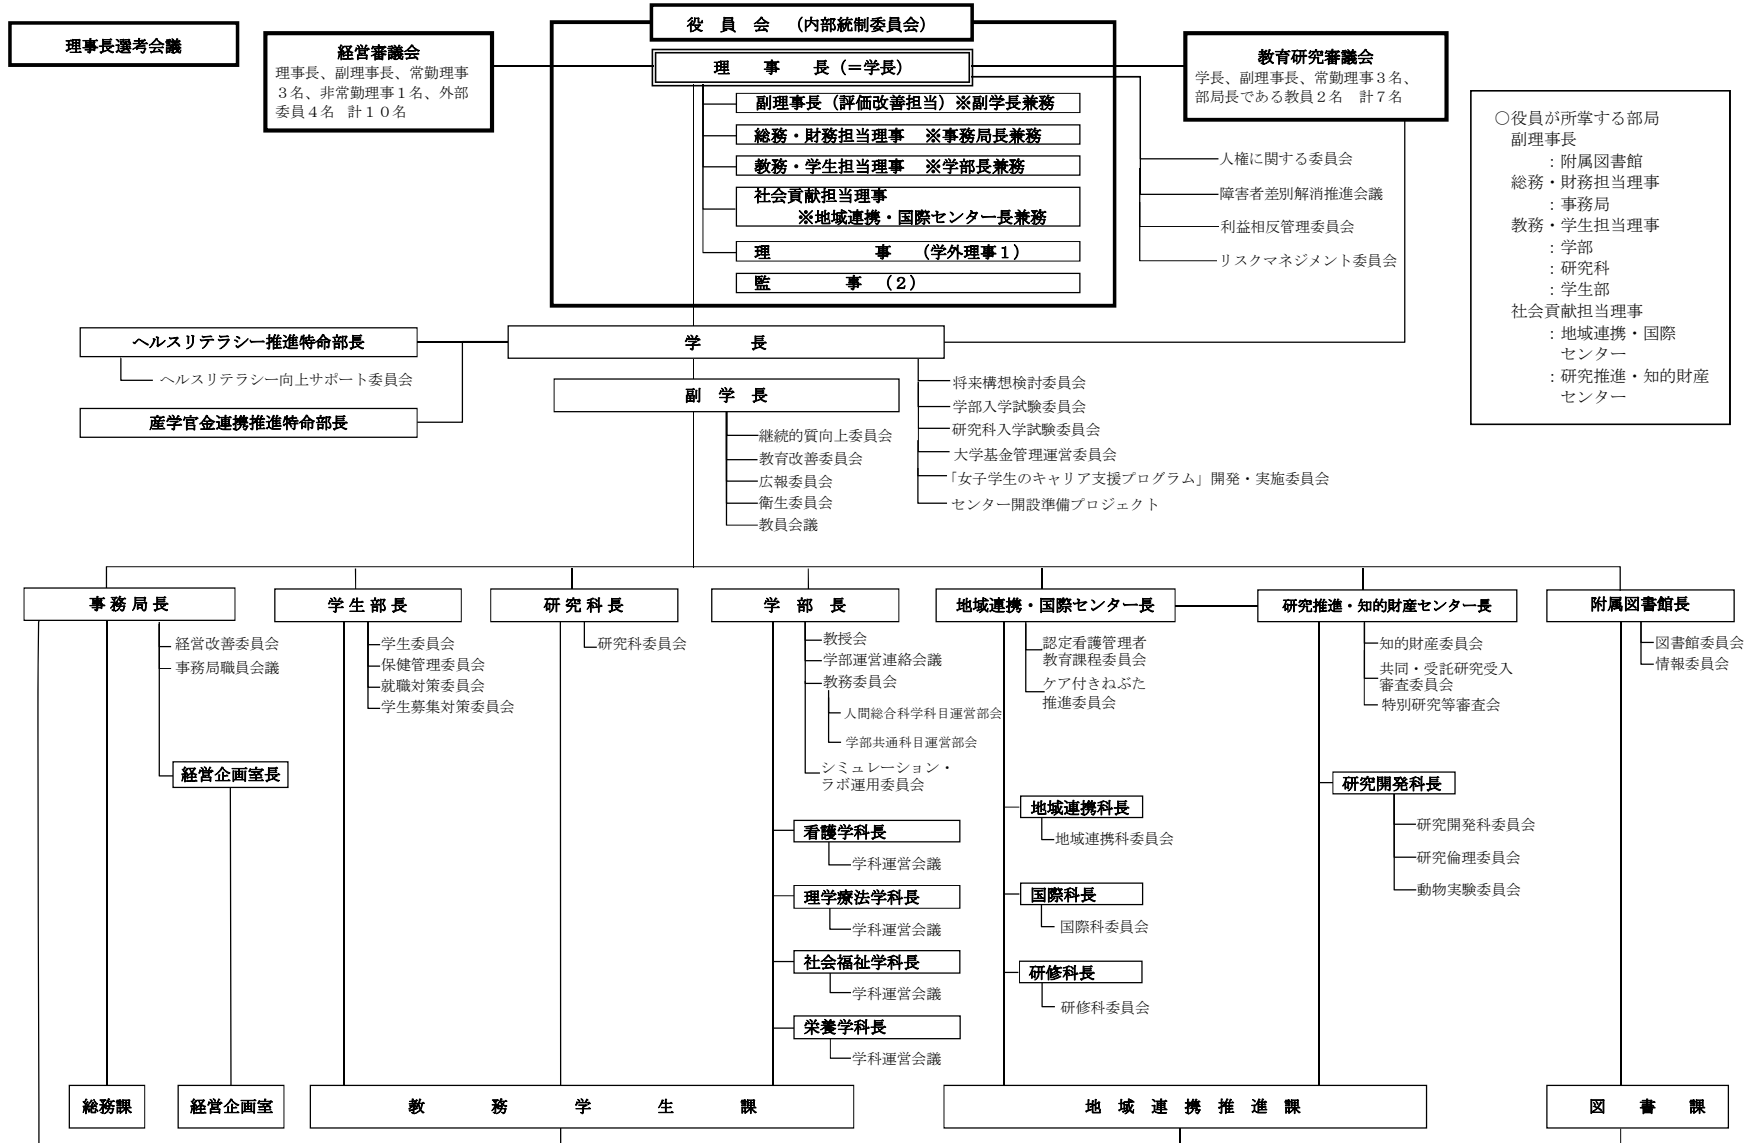 理事長選考会議
経営審議会
理事長、副理事長、常勤理事
３名、非常勤理事１名、外部
委員４名　計１０名
役　員　会　（内部統制委員会）
理　　事　　長（＝学長）
副理事長（評価改善担当）※副学長兼務
総務・財務担当理事　※事務局長兼務
教務・学生担当理事　※学部長兼務
社会貢献担当理事
※地域連携・国際センター長兼務
理　　　　　　事　　（学外理事１）
監　　　　　事　（２）
教育研究審議会
学長、副理事長、常勤理事３名、
部局長である教員２名　計７名
人権に関する委員会
障害者差別解消推進会議
利益相反管理委員会
リスクマネジメント委員会
○役員が所掌する部局
副理事長
：附属図書館
総務・財務担当理事
：事務局
教務・学生担当理事
：学部
：研究科
：学生部
社会貢献担当理事
：地域連携・国際
センター
：研究推進・知的財産
センター
ヘルスリテラシー推進特命部長
ヘルスリテラシー向上サポート委員会
産学官金連携推進特命部長
学　　　長
副　学　長
継続的質向上委員会
教育改善委員会
広報委員会
衛生委員会
教員会議
将来構想検討委員会
学部入学試験委員会
研究科入学試験委員会
大学基金管理運営委員会
「女子学生のキャリア支援プログラム」開発・実施委員会
センター開設準備プロジェクト
事 務 局 長
経営改善委員会
事務局職員会議
経営企画室長
学 生 部 長
学生委員会
保健管理委員会
就職対策委員会
学生募集対策委員会
研 究 科 長
研究科委員会
学　部　長
教授会
学部運営連絡会議
教務委員会
人間総合科学科目運営部会
学部共通科目運営部会
シミュレーション・
ラボ運用委員会
看護学科長
学科運営会議
理学療法学科長
学科運営会議
社会福祉学科長
学科運営会議
栄養学科長
学科運営会議
地域連携・国際センター長
認定看護管理者
教育課程委員会
ケア付きねぶた
推進委員会
地域連携科長
地域連携科委員会
国際科長
国際科委員会
研修科長
研修科委員会
研究推進・知的財産センター長
知的財産委員会
共同・受託研究受入
審査委員会
特別研究等審査会
研究開発科長
研究開発科委員会
研究倫理委員会
動物実験委員会
附属図書館長
図書館委員会
情報委員会
総務課
経営企画室
教　　務　　学　　生　　課
地　域　連　携　推　進　課
図　　書　　課